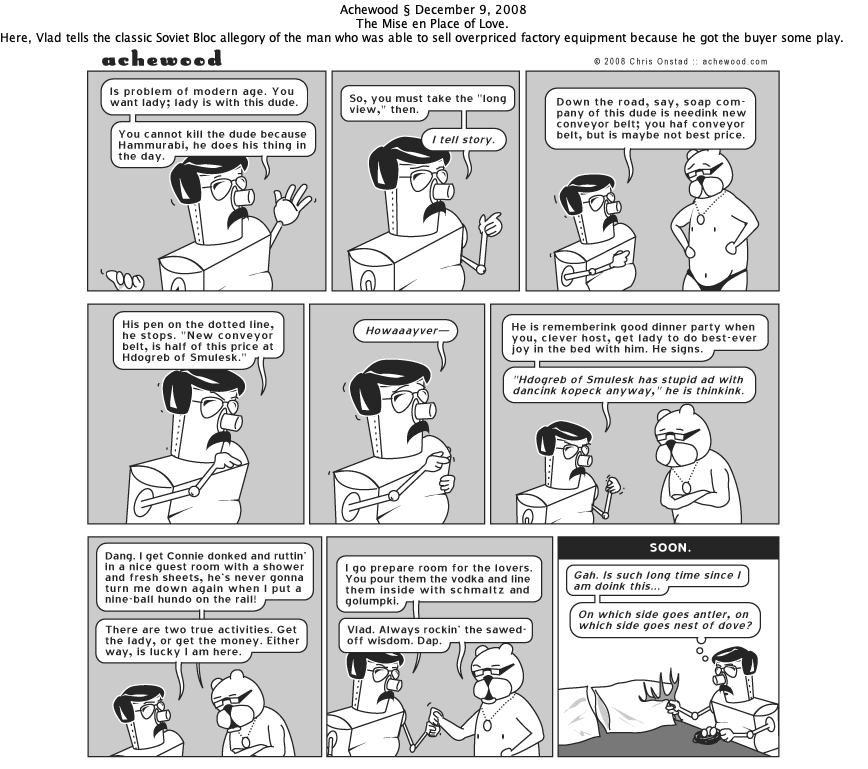 Achewood § December 9, 2008
The Mise en Place of Love.
Here, Vlad tells the classic Soviet Bloc allegory of the man who was able to sell overpriced factory equipment because he got the buyer some play.
achewood
© 2008 Chris Onstad :: achewood.com
Is problem of modern age. You
want lady; lady is with this dude.
You cannot kill the dude because
Hammurabi, he does his thing in
the day.
So, you must take the "long
view," then.
I tell story.
Down the road, say, soap com-
pany of this dude is needink new
conveyor belt; you haf conveyor
belt, but is maybe not best price.
His pen on the dotted line,
he stops. "New conveyor
belt, is half of this price at
Hdogreb of Smulesk."
Howaaayver—
He is rememberink good dinner party when
you, clever host, get lady to do best-ever
joy in the bed with him. He signs.
"Hdogreb of Smulesk has stupid ad with
dancink kopeck anyway," he is thinkink.
Dang. I get Connie donked and ruttin'
in a nice guest room with a shower
and fresh sheets, he's never gonna
turn me down again when I put a
nine-ball hundo on the rail!
There are two true activities. Get
the lady, or get the money. Either
way, is lucky I am here.
I go prepare room for the lovers.
You pour them the vodka and line
them inside with schmaltz and
golumpki.
Vlad. Always rockin' the sawed-
off wisdom. Dap.
SOON.
Gah. Is such long time since I
am doink this...
On which side goes antler, on
which side goes nest of dove?